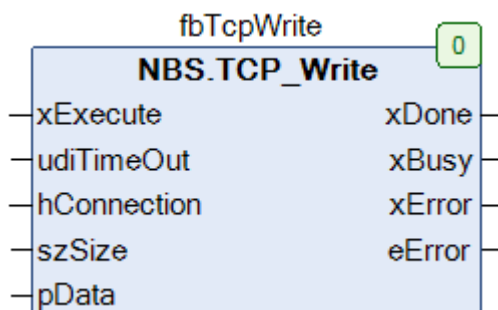 fbTcpWrite
0
NBS.TCP_Write
xExecute xDone
udiTimeOut xBusy
hConnection xError
szSize eError
pData